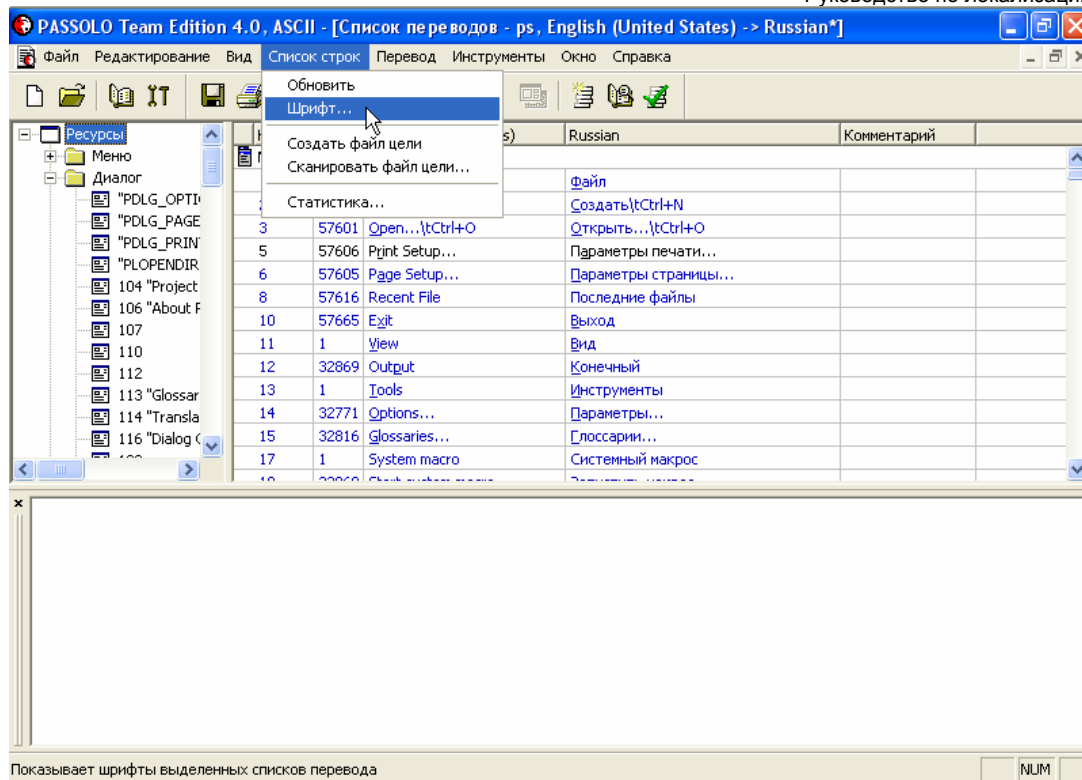 Руководство по локализации
PASSOLO Team Edition 4.0, ASCII - [Список переводов - ps, English (United States) -> Russian*]
Файл Редактирование Вид Список строк Перевод Инструменты Окно Справка
Обновить
Шрифт...
Создать файл цели
Сканировать файл цели...
Статистика...
Ресурсы
Меню
Диалог
"PDLG_OPTI
"PDLG_PAGE
"PDLG_PRIN
"PLOPENDIR
104 "Project
106 "About P
107
110
112
113 "Glossar
114 "Transla
116 "Dialog
s) Russian Комментарий
Файл
Создать\tCtrl+N
3 57601 Open...\tCtrl+O Открыть...\tCtrl+O
5 57606 Print Setup... Параметры печати...
6 57605 Page Setup... Параметры страницы...
8 57616 Recent File Последние файлы
10 57665 Exit Выход
11 1 View Вид
12 32869 Output Конечный
13 1 Tools Инструменты
14 32771 Options... Параметры...
15 32816 Glossaries... Глоссарии...
17 1 System macro Системный макрос
Показывает шрифты выделенных списков перевода
NUM